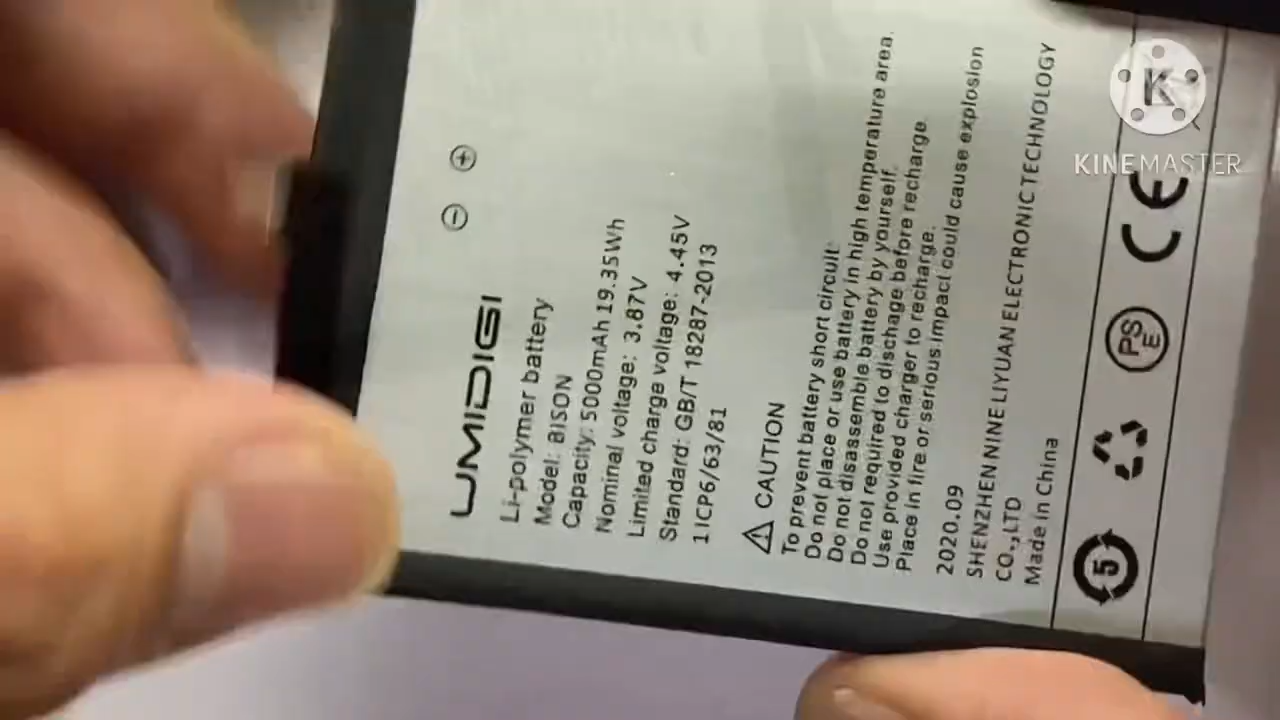 UMIDIGI
Li-polymer battery
Model: BISON
Capacity: 5000mAh 19.35Wh
Nominal voltage: 3.87V
Limited charge voltage: 4.45V
Standard: GB/T 18287-2013
1 ICP6/63/81
CAUTION
To prevent battery short circuit:
Do not place or use battery in high temperature area.
Do not disassemble battery by yourself.
Do not required to dischage before recharge.
Use provided charger to recharge.
Place in fire or serious impact could cause explosion
2020.09
SHENZHEN NINE LIYUAN ELECTRONIC TECHNOLOGY
CO.,LTD
Made in China
5
PS
E
CE
K
KINEMASTER